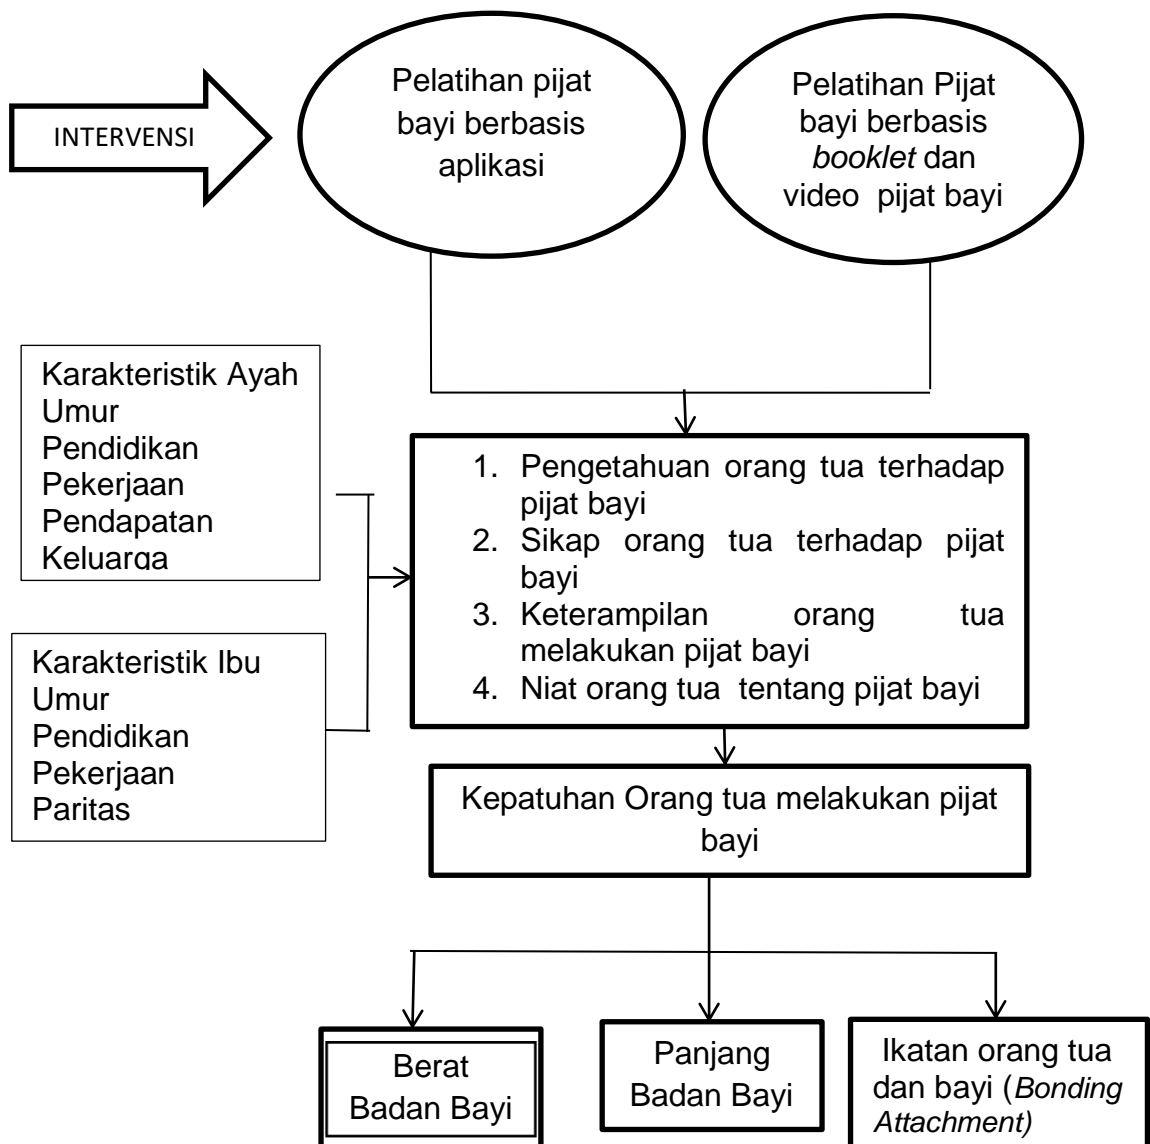 INTERVENSI
Pelatihan pijat
bayi berbasis
aplikasi
Pelatihan Pijat
bayi berbasis
booklet dan
video pijat bayi
Karakteristik Ayah
Umur
Pendidikan
Pekerjaan
Pendapatan
Keluarga
Karakteristik Ibu
Umur
Pendidikan
Pekerjaan
Paritas
1. Pengetahuan orang tua terhadap
pijat bayi
2. Sikap orang tua terhadap pijat
bayi
3. Keterampilan orang tua
melakukan pijat bayi
4. Niat orang tua tentang pijat bayi
Kepatuhan Orang tua melakukan pijat
bayi
Berat
Badan Bayi
Panjang
Badan Bayi
Ikatan orang tua
dan bayi (Bonding
Attachment)